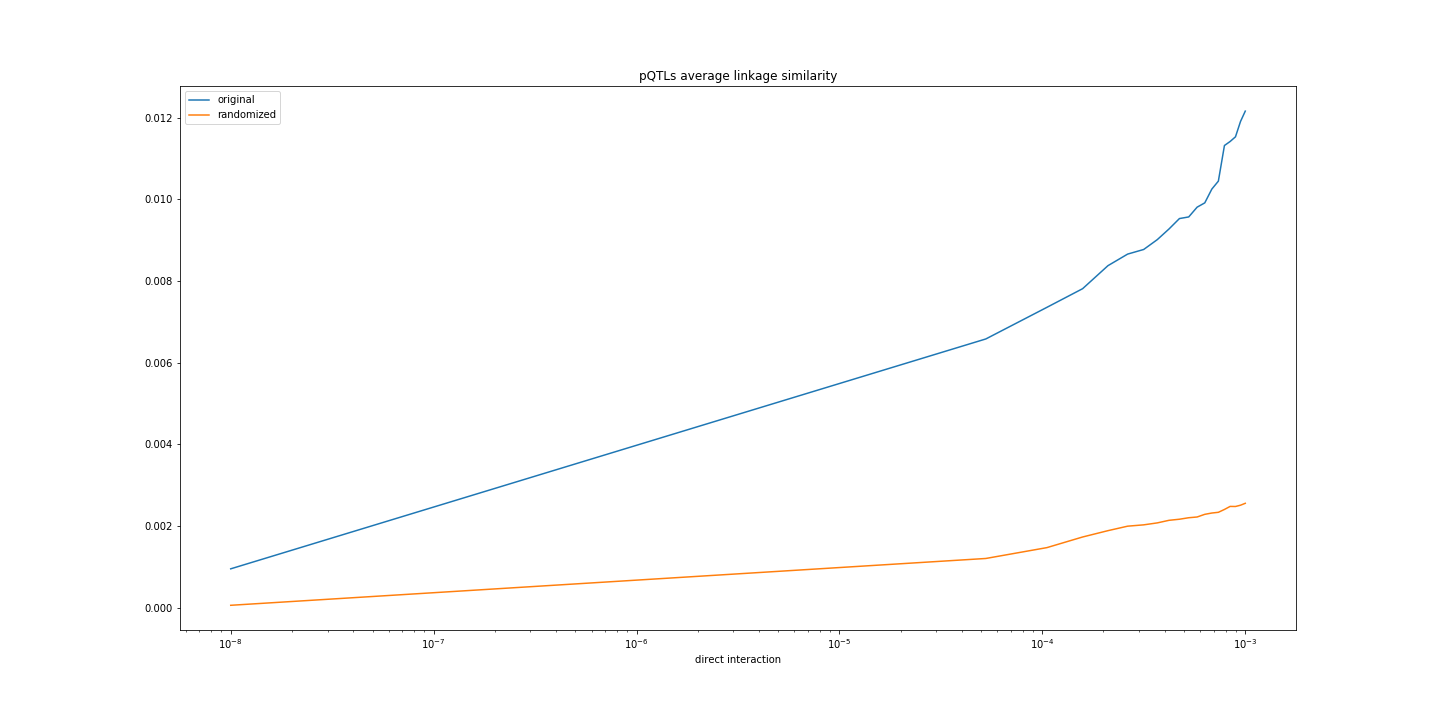 pQTLs average linkage similarity
original
randomized
0.012
0.010
0.008
0.006
0.004
0.002
0.000
10⁻⁸ 10⁻⁷ 10⁻⁶ 10⁻⁵ 10⁻⁴ 10⁻³
direct interaction